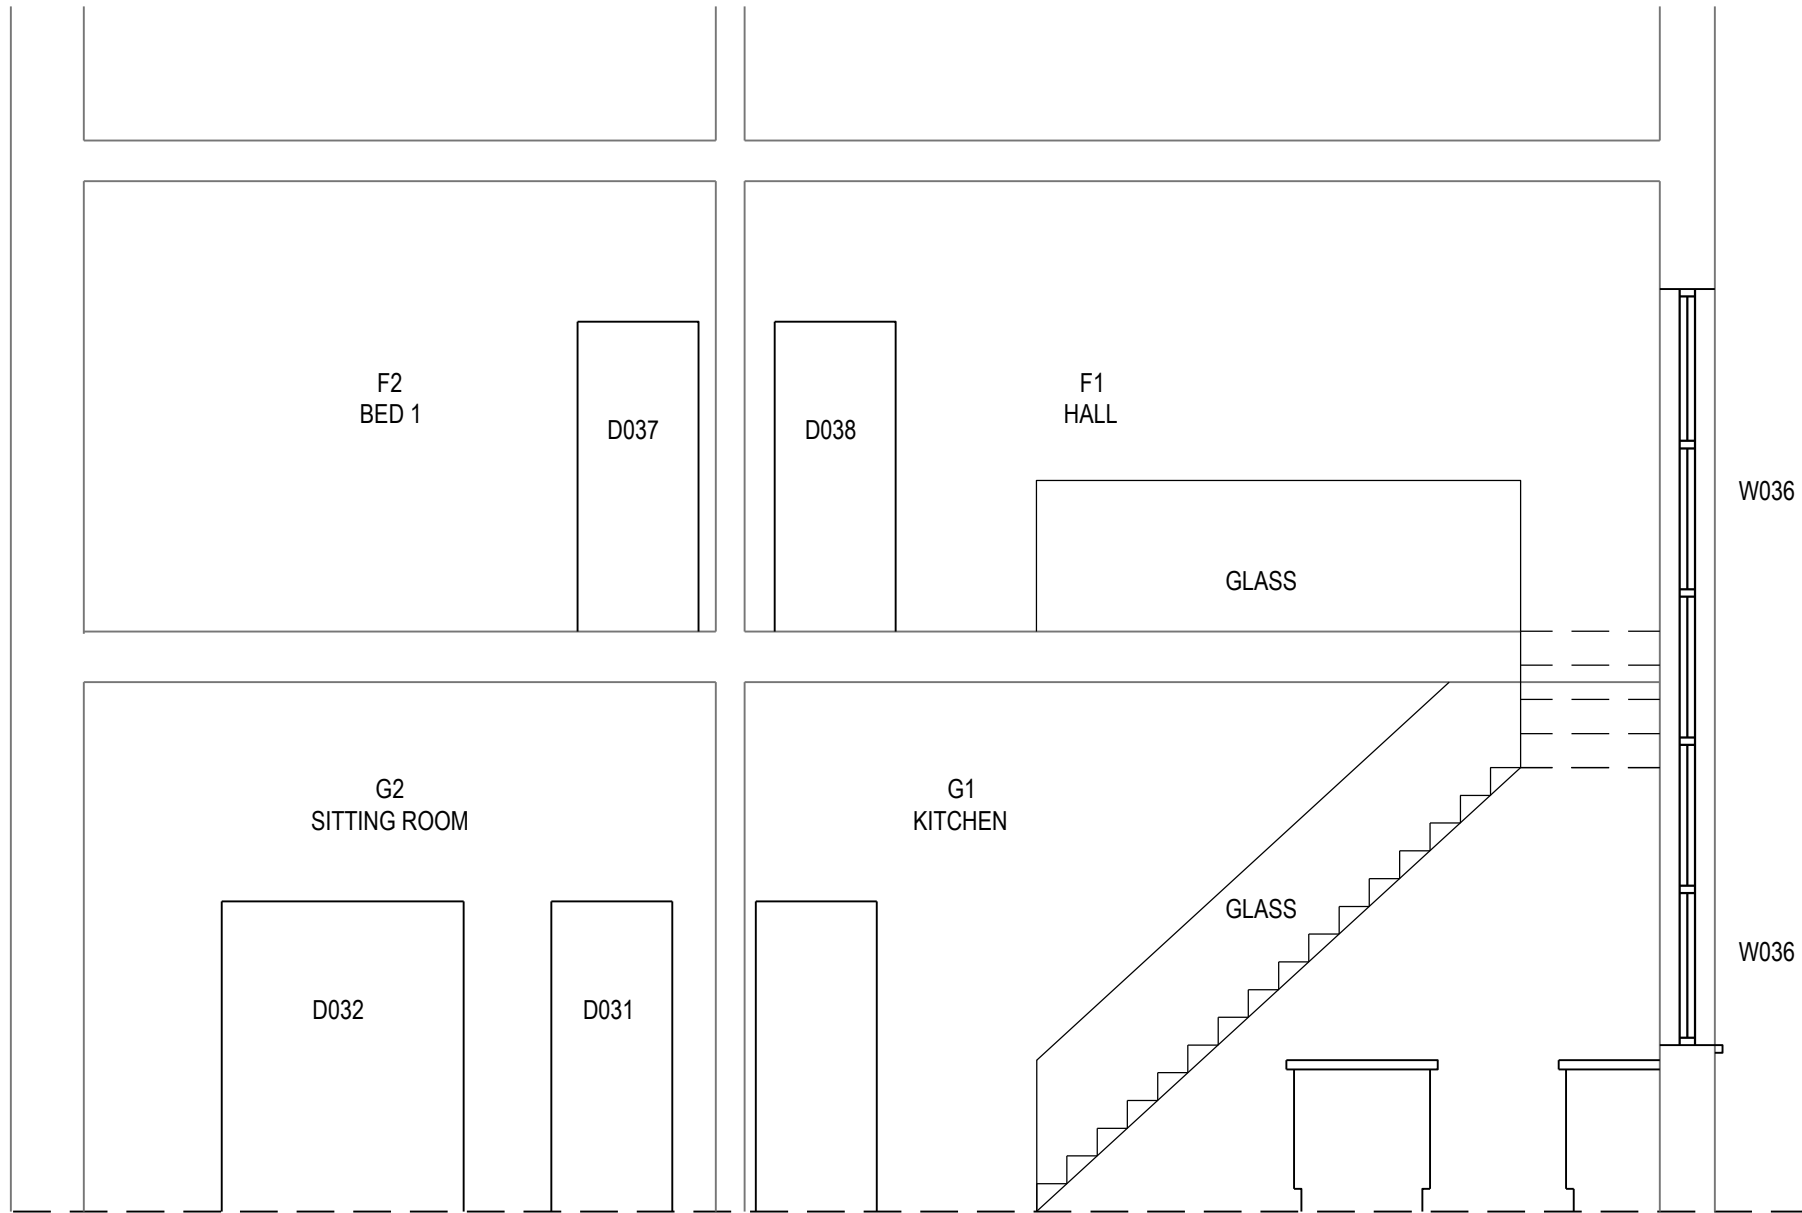 F2
BED 1
D037
D038
F1
HALL
GLASS
W036
G2
SITTING ROOM
G1
KITCHEN
GLASS
D032
D031
W036